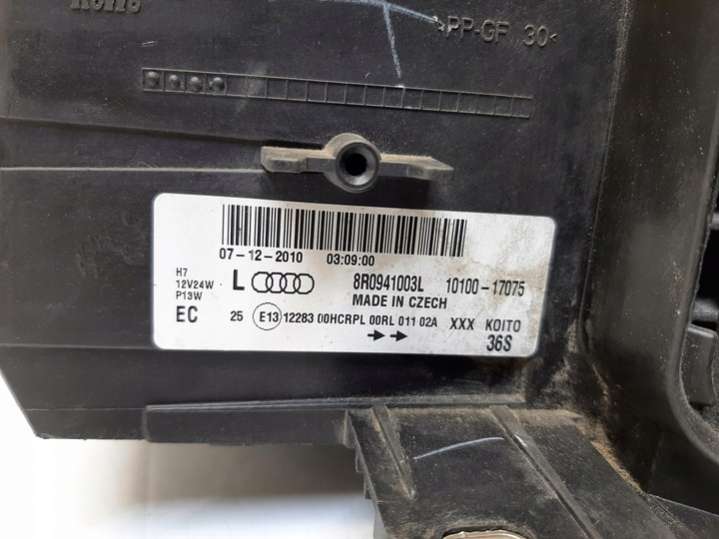 Koito
>PP-GF 30<
07-12-2010 03:09:00
H7
12V24W
P13W
L 8R0941003L 10100-17075
MADE IN CZECH
EC 25 E13 12283 00HCRPL 00RL 011 02A XXX KOITO
36S